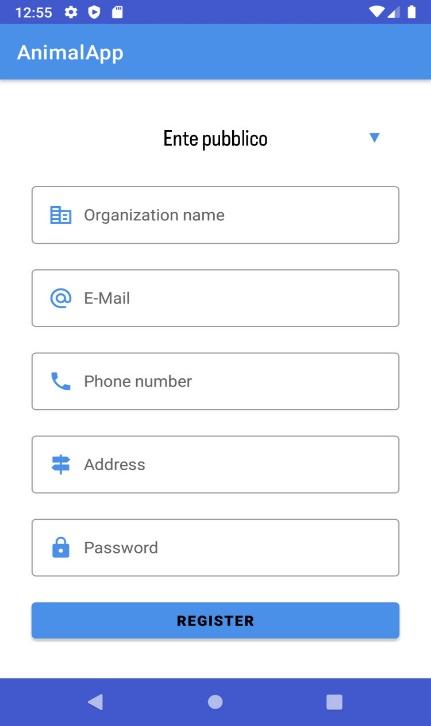 12:55
AnimalApp
Ente pubblico
Organization name
E-Mail
Phone number
Address
Password
REGISTER